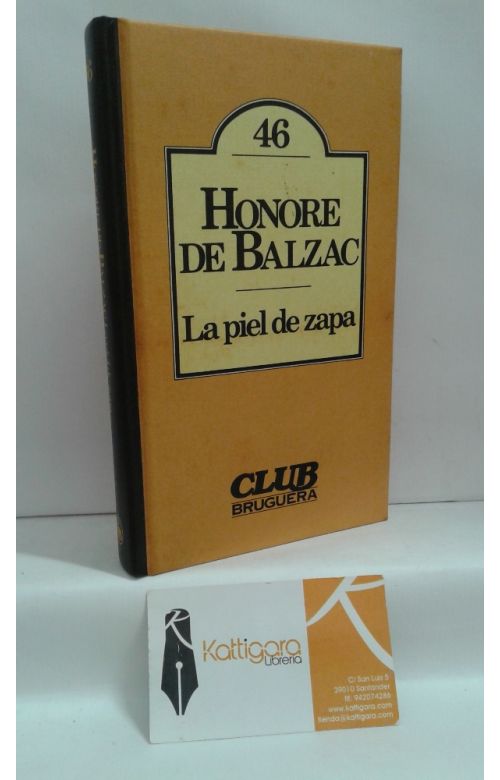 46
HONORE
DE BALZAC
La piel de zapa
CLUB
BRUGUERA
Kattigara
Librería
C/ San Luis 5
39010 Santander
tlf: 942074286
www.kattigara.com
tienda@kattigara.com